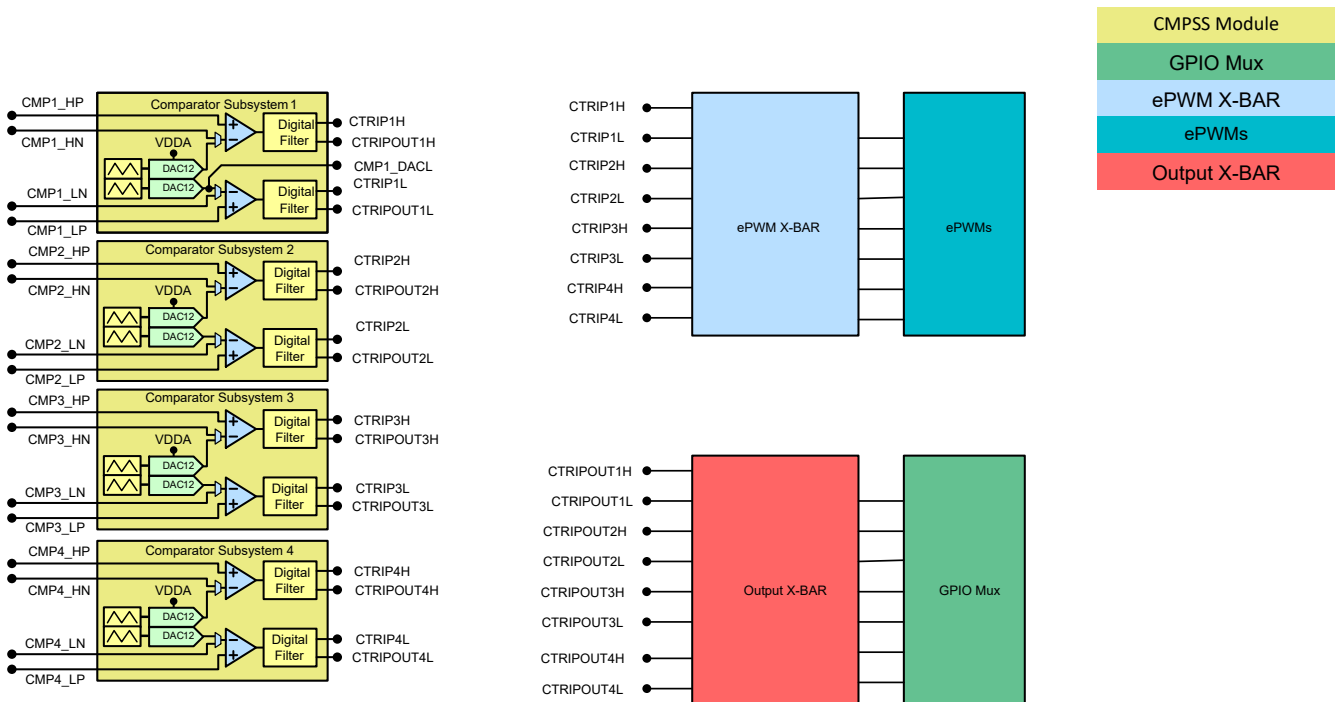 CMPSS Module
GPIO Mux
ePWM X-BAR
ePWMs
Output X-BAR
CMP1_HP
CMP1_HN
CMP1_LN
CMP1_LP
Comparator Subsystem 1
VDDA
DAC12
DAC12
Digital
Filter
Digital
Filter
CTRIP1H
CTRIPOUT1H
CMP1_DACL
CTRIP1L
CTRIPOUT1L
CMP2_HP
CMP2_HN
CMP2_LN
CMP2_LP
Comparator Subsystem 2
VDDA
DAC12
DAC12
Digital
Filter
Digital
Filter
CTRIP2H
CTRIPOUT2H
CTRIP2L
CTRIPOUT2L
CMP3_HP
CMP3_HN
CMP3_LN
CMP3_LP
Comparator Subsystem 3
VDDA
DAC12
DAC12
Digital
Filter
Digital
Filter
CTRIP3H
CTRIPOUT3H
CTRIP3L
CTRIPOUT3L
CMP4_HP
CMP4_HN
CMP4_LN
CMP4_LP
Comparator Subsystem 4
VDDA
DAC12
DAC12
Digital
Filter
Digital
Filter
CTRIP4H
CTRIPOUT4H
CTRIP4L
CTRIPOUT4L
CTRIP1H
CTRIP1L
CTRIP2H
CTRIP2L
CTRIP3H
CTRIP3L
CTRIP4H
CTRIP4L
ePWM X-BAR
ePWMs
CTRIPOUT1H
CTRIPOUT1L
CTRIPOUT2H
CTRIPOUT2L
CTRIPOUT3H
CTRIPOUT3L
CTRIPOUT4H
CTRIPOUT4L
Output X-BAR
GPIO Mux